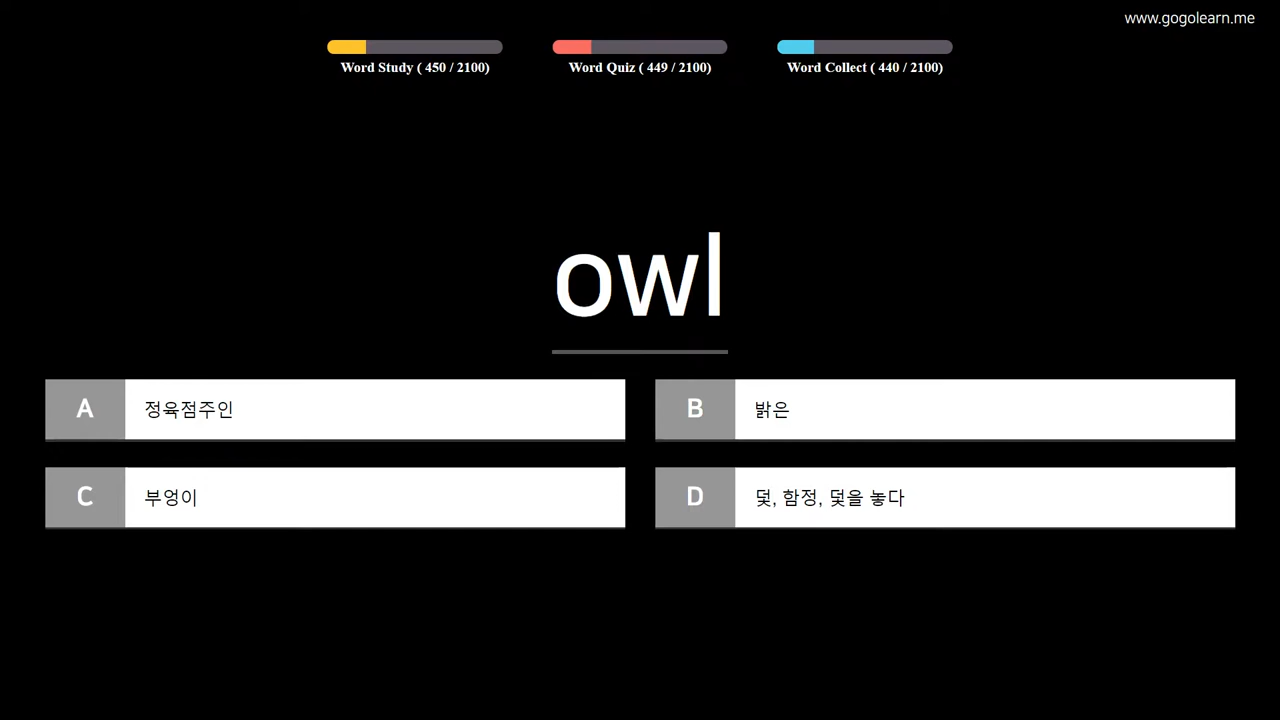 www.gogolearn.me
Word Study ( 450 / 2100)
Word Quiz ( 449 / 2100)
Word Collect ( 440 / 2100)
owl
A 정육점주인
B 밝은
C 부엉이
D 덫, 함정, 덫을 놓다